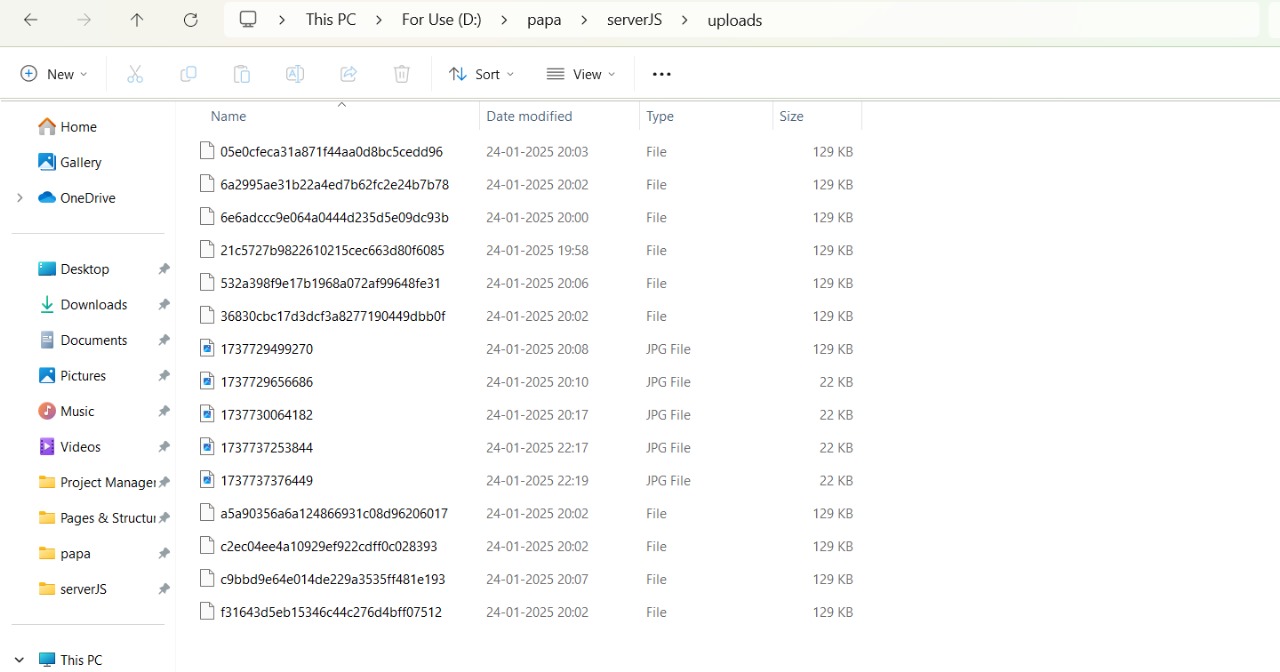 This PC > For Use (D:) > papa > serverJS > uploads
New Sort View
Name Date modified Type Size
Home
Gallery
OneDrive
Desktop
Downloads
Documents
Pictures
Music
Videos
Project Manager
Pages & Structur
papa
serverJS
This PC
05e0cfeca31a871f44aa0d8bc5cedd96 24-01-2025 20:03 File 129 KB
6a2995ae31b22a4ed7b62fc2e24b7b78 24-01-2025 20:02 File 129 KB
6e6adccc9e064a0444d235d5e09dc93b 24-01-2025 20:00 File 129 KB
21c5727b9822610215cec663d80f6085 24-01-2025 19:58 File 129 KB
532a398f9e17b1968a072af99648fe31 24-01-2025 20:06 File 129 KB
36830cbc17d3dcf3a8277190449dbb0f 24-01-2025 20:02 File 129 KB
1737729499270 24-01-2025 20:08 JPG File 129 KB
1737729656686 24-01-2025 20:10 JPG File 22 KB
1737730064182 24-01-2025 20:17 JPG File 22 KB
1737737253844 24-01-2025 22:17 JPG File 22 KB
1737737376449 24-01-2025 22:19 JPG File 22 KB
a5a90356a6a124866931c08d96206017 24-01-2025 20:02 File 129 KB
c2ec04ee4a10929ef922cdff0c028393 24-01-2025 20:02 File 129 KB
c9bbd9e64e014de229a3535ff481e193 24-01-2025 20:07 File 129 KB
f31643d5eb15346c44c276d4bff07512 24-01-2025 20:02 File 129 KB